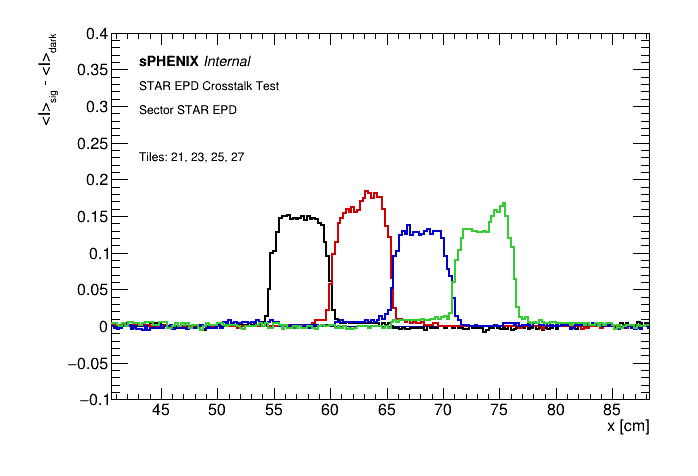 <I>sig - <I>dark
0.4
0.35
0.3
0.25
0.2
0.15
0.1
0.05
0
−0.05
−0.1
sPHENIX Internal
STAR EPD Crosstalk Test
Sector STAR EPD
Tiles: 21, 23, 25, 27
45 50 55 60 65 70 75 80 85
x [cm]